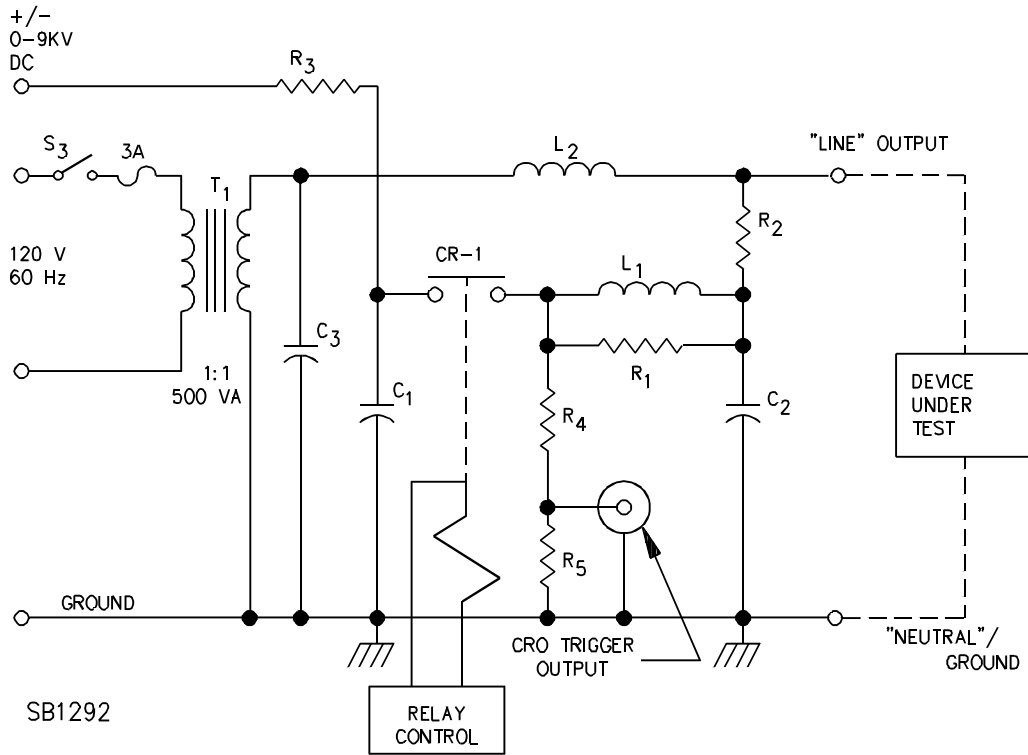 +/-
0-9KV
DC
R3
S3
3A
T1
L2
"LINE" OUTPUT
R2
120 V
60 Hz
CR-1
L1
C3
1:1
500 VA
C1
R1
R4
C2
DEVICE
UNDER
TEST
R5
GROUND
CRO TRIGGER
OUTPUT
"NEUTRAL"/
GROUND
SB1292
RELAY
CONTROL